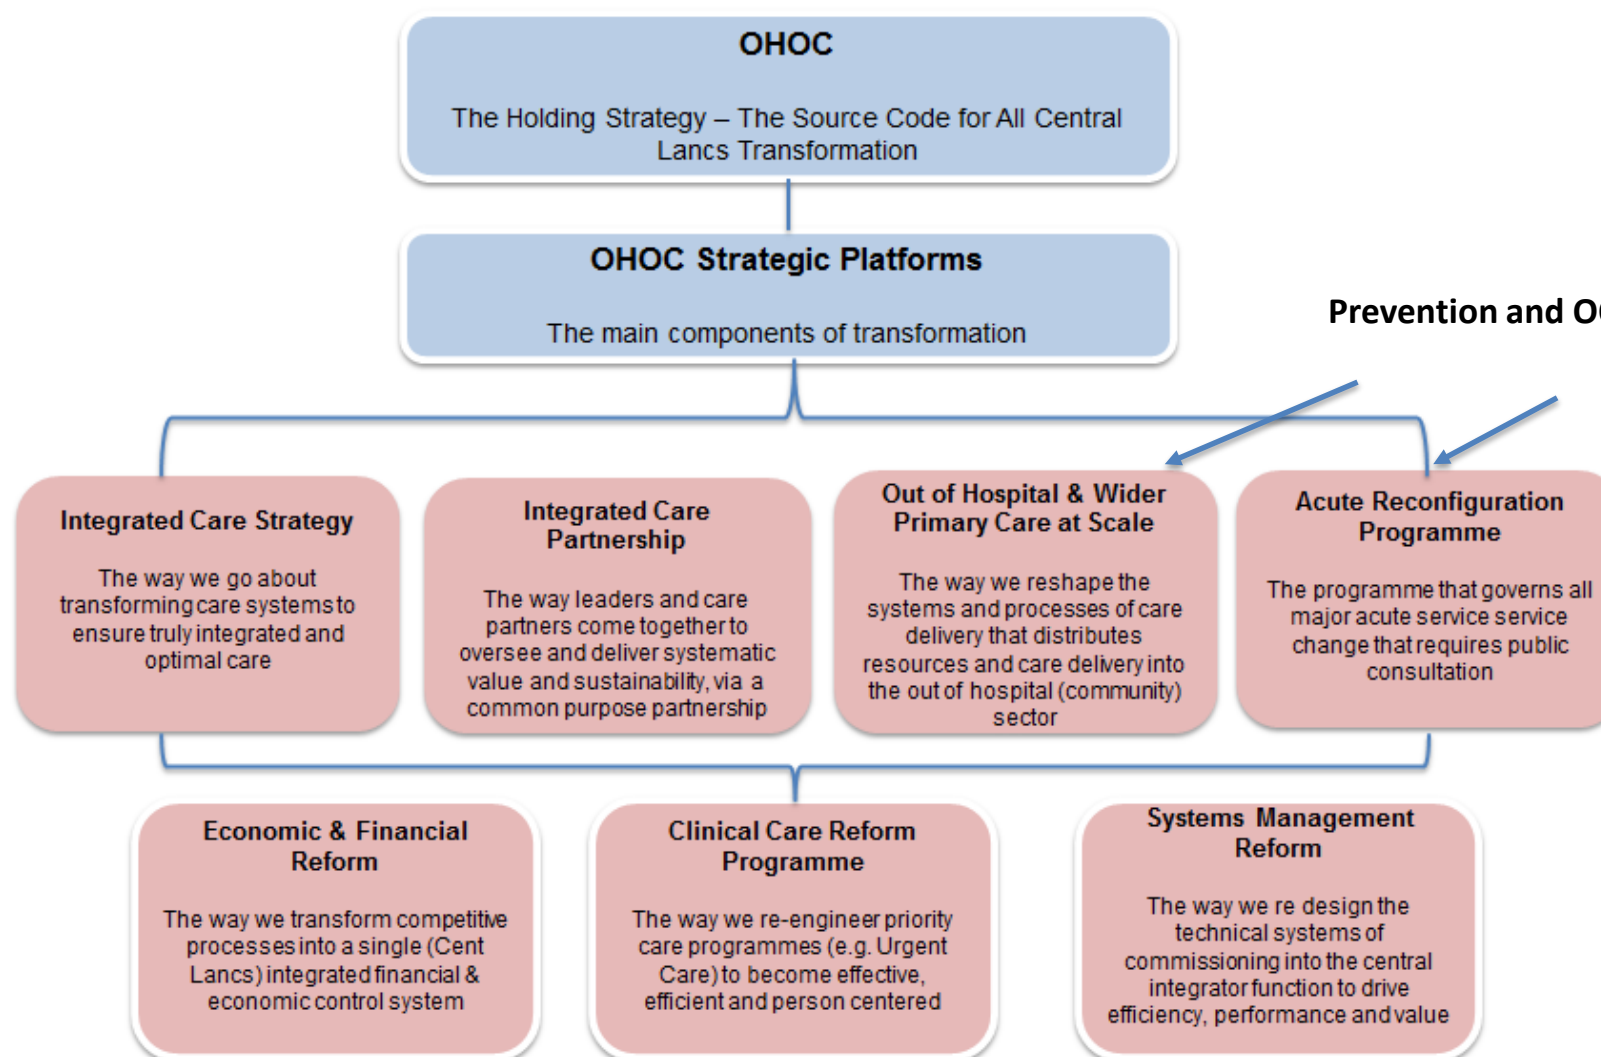 OHOC
The Holding Strategy – The Source Code for All Central
Lancs Transformation
OHOC Strategic Platforms
The main components of transformation
Prevention and
Integrated Care Strategy
The way we go about
transforming care systems to
ensure truly integrated and
optimal care
Integrated Care
Partnership
The way leaders and care
partners come together to
oversee and deliver systematic
value and sustainability, via a
common purpose partnership
Out of Hospital & Wider
Primary Care at Scale
The way we reshape the
systems and processes of care
delivery that distributes
resources and care delivery into
the out of hospital (community)
sector
Acute Reconfiguration
Programme
The programme that governs all
major acute service service
change that requires public
consultation
Economic & Financial
Reform
The way we transform competitive
processes into a single (Cent
Lancs) integrated financial &
economic control system
Clinical Care Reform
Programme
The way we re-engineer priority
care programmes (e.g. Urgent
Care) to become effective,
efficient and person centered
Systems Management
Reform
The way we re design the
technical systems of
commissioning into the central
integrator function to drive
efficiency, performance and value